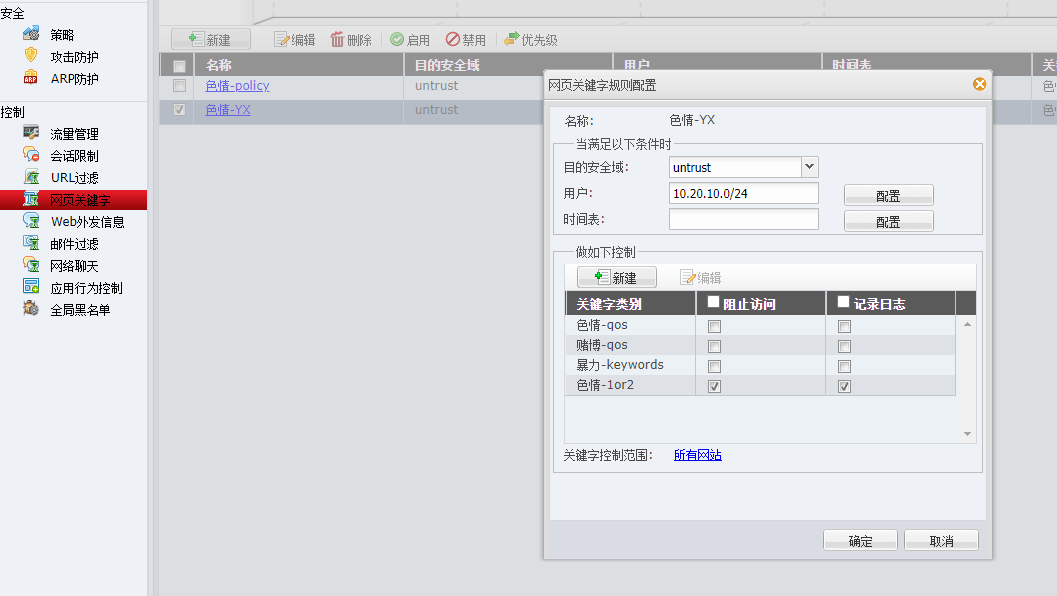 安全
策略
攻击防护
ARP防护
控制
流量管理
会话限制
URL过滤
网页关键字
Web外发信息
邮件过滤
网络聊天
应用行为控制
全局黑名单
新建 编辑 删除 启用 禁用 优先级
名称 目的安全域 用户 时间表 关
色情-policy untrust 色
色情-YX untrust 色
网页关键字规则配置
名称: 色情-YX
当满足以下条件时
目的安全域: untrust
用户: 10.20.10.0/24 配置
时间表: 配置
做如下控制
新建 编辑
关键字类别 阻止访问 记录日志
色情-qos
赌博-qos
暴力-keywords
色情-1or2
关键字控制范围: 所有网站
确定 取消